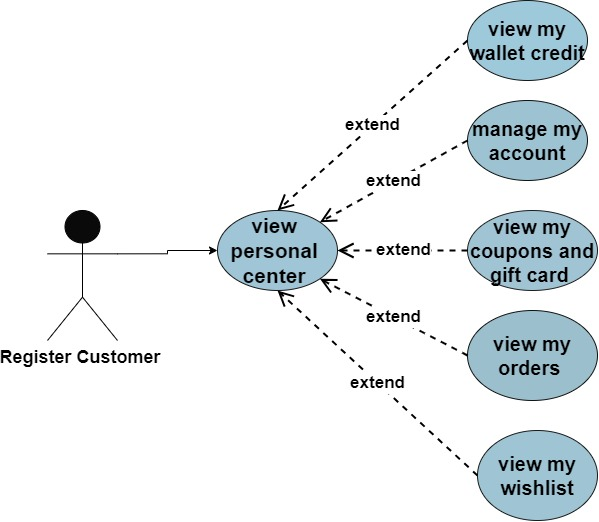 view my
wallet credit
extend
manage my
account
extend
view
personal
center
extend
view my
coupons and
gift card
extend
view my
orders
Register Customer
extend
view my
wishlist